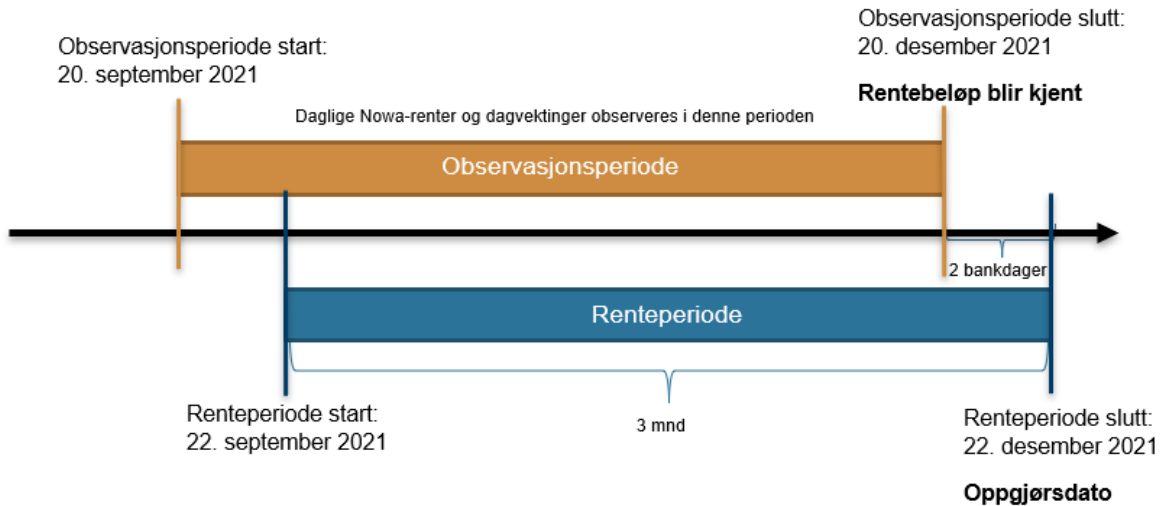 Observasjonsperiode start:
20. september 2021
Observasjonsperiode slutt:
20. desember 2021
Rentebeløp blir kjent
Daglige Nowa-renter og dagvektinger observeres i denne perioden
Observasjonsperiode
2 bankdager
Renteperiode
3 mnd
Renteperiode start:
22. september 2021
Renteperiode slutt:
22. desember 2021
Oppgjørsdato